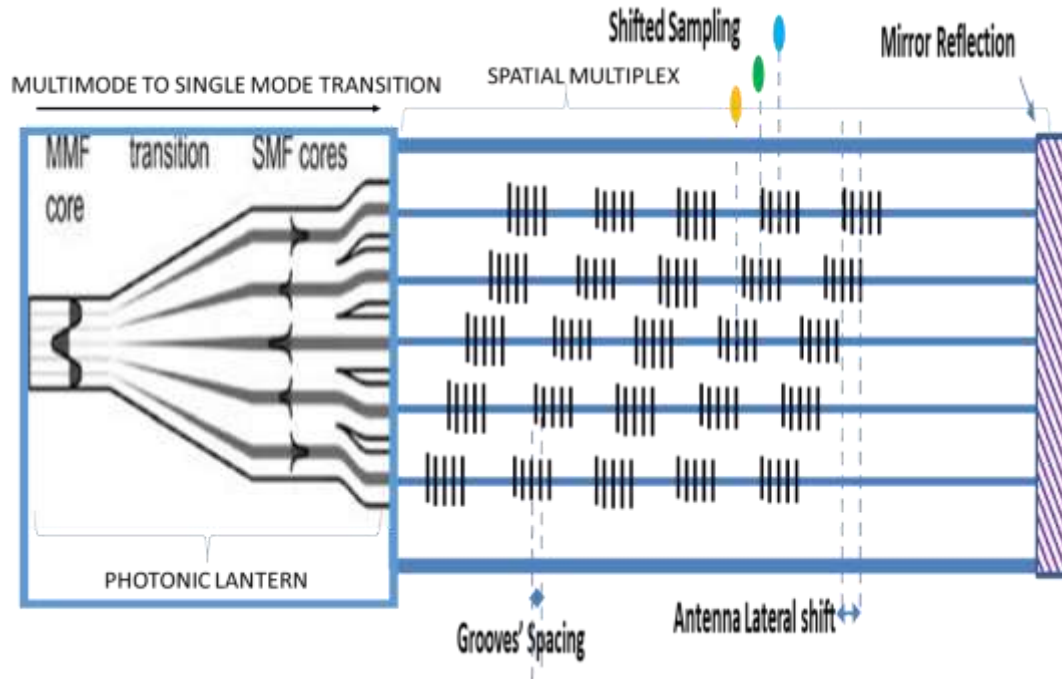 Shifted Sampling
Mirror Reflection
MULTIMODE TO SINGLE MODE TRANSITION
SPATIAL MULTIPLEX
MMF transition SMF cores
core
PHOTONIC LANTERN
Grooves' Spacing
Antenna Lateral shift